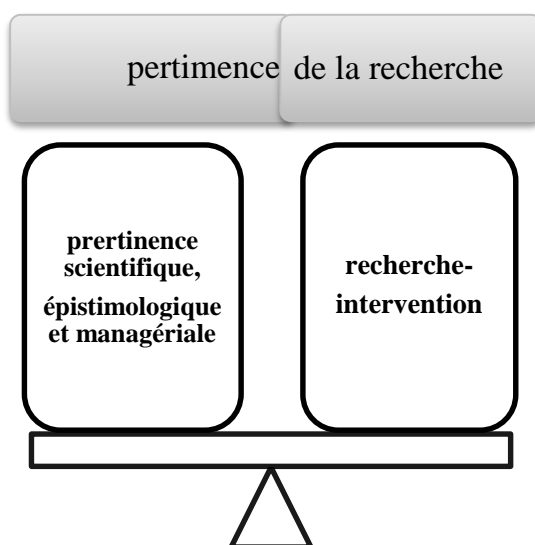 pertimence de la recherche
prertinence
scientifique,
épistimologique
et managériale
recherche-
intervention